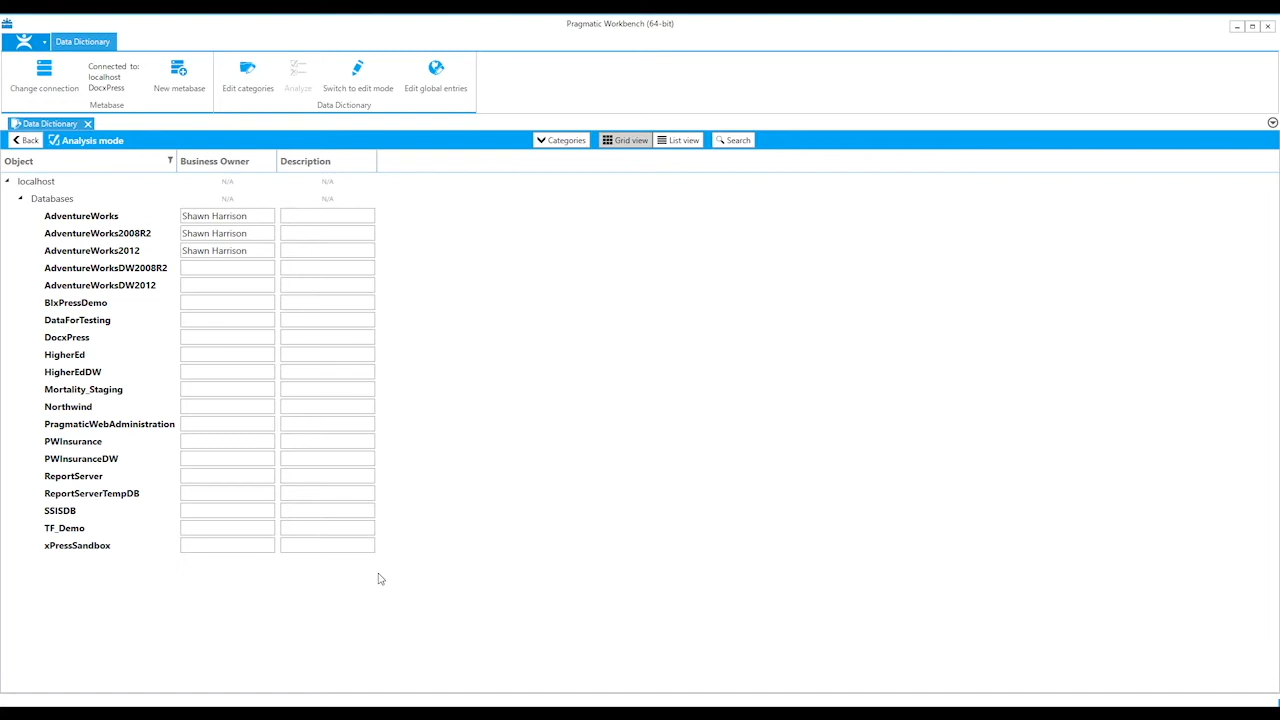 Pragmatic Workbench (64-bit)
Data Dictionary
Change connection
Connected to:
localhost
DocxPress
New metabase
Metabase
Edit categories
Analyze
Switch to edit mode
Edit global entries
Data Dictionary
Data Dictionary
Back
Analysis mode
Categories
Grid view
List view
Search
Object Business Owner Description
localhost N/A N/A
Databases N/A N/A
AdventureWorks Shawn Harrison
AdventureWorks2008R2 Shawn Harrison
AdventureWorks2012 Shawn Harrison
AdventureWorksDW2008R2
AdventureWorksDW2012
BIxPressDemo
DataForTesting
DocxPress
HigherEd
HigherEdDW
Mortality_Staging
Northwind
PragmaticWebAdministration
PWInsurance
PWInsuranceDW
ReportServer
ReportServerTempDB
SSISDB
TF_Demo
xPressSandbox